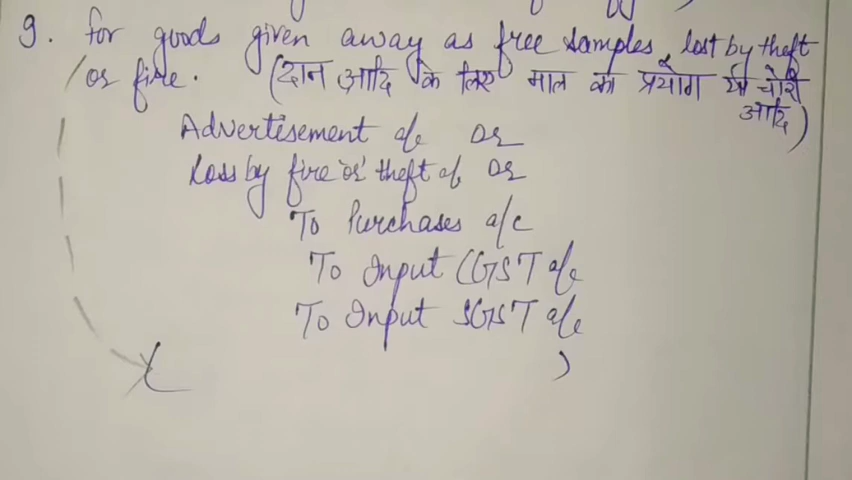 9. for goods given away as free samples, lost by theft
or fire. (दान आदि के लिए माल का प्रयोग या चोरी
आदि)
Advertisement a/c Dr
Loss by fire 'or' theft a/c Dr
To Purchases a/c
To Input CGST a/c
To Input SGST a/c
( )